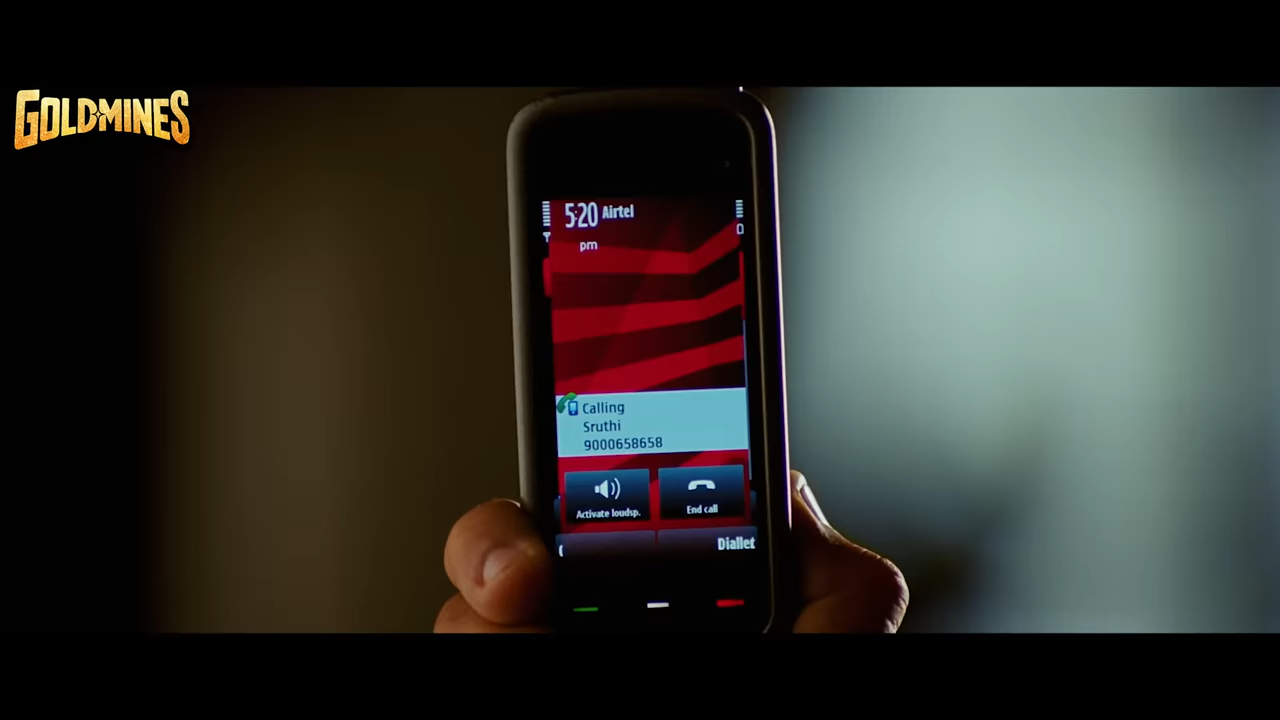 GOLDMINES
5:20 Airtel
pm
Calling
Sruthi
9000658658
Activate loudsp.
End call
Diallet